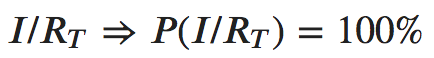 I/R_T ⇒ P(I/R_T) = 100%